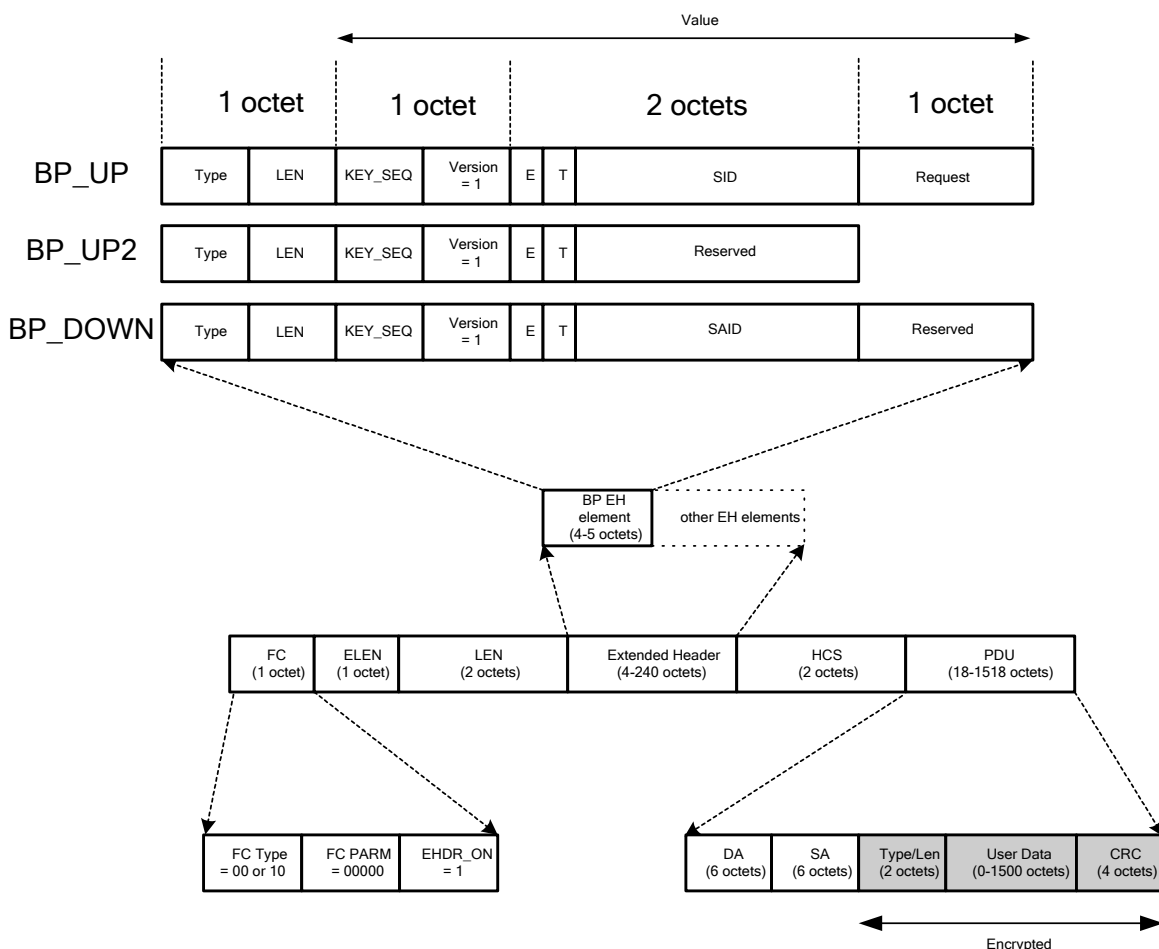 Value
1 octet 1 octet 2 octets 1 octet
BP_UP Type LEN KEY_SEQ Version = 1 E T SID Request
BP_UP2 Type LEN KEY_SEQ Version = 1 E T Reserved
BP_DOWN Type LEN KEY_SEQ Version = 1 E T SAID Reserved
BP EH
element
(4-5 octets)
other EH elements
FC
(1 octet)
ELEN
(1 octet)
LEN
(2 octets)
Extended Header
(4-240 octets)
HCS
(2 octets)
PDU
(18-1518 octets)
FC Type
= 00 or 10
FC PARM
= 00000
EHDR_ON
= 1
DA
(6 octets)
SA
(6 octets)
Type/Len
(2 octets)
User Data
(0-1500 octets)
CRC
(4 octets)
Encrypted